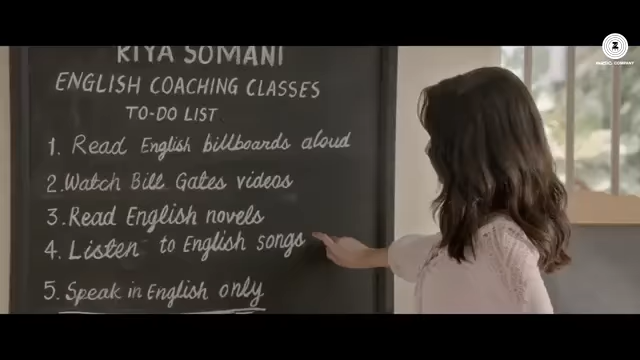 RIYA SOMANI
ENGLISH COACHING CLASSES
TO-DO LIST
1. Read English billboards aloud
2. Watch Bill Gates videos
3. Read English novels
4. Listen to English songs
5. Speak in English only